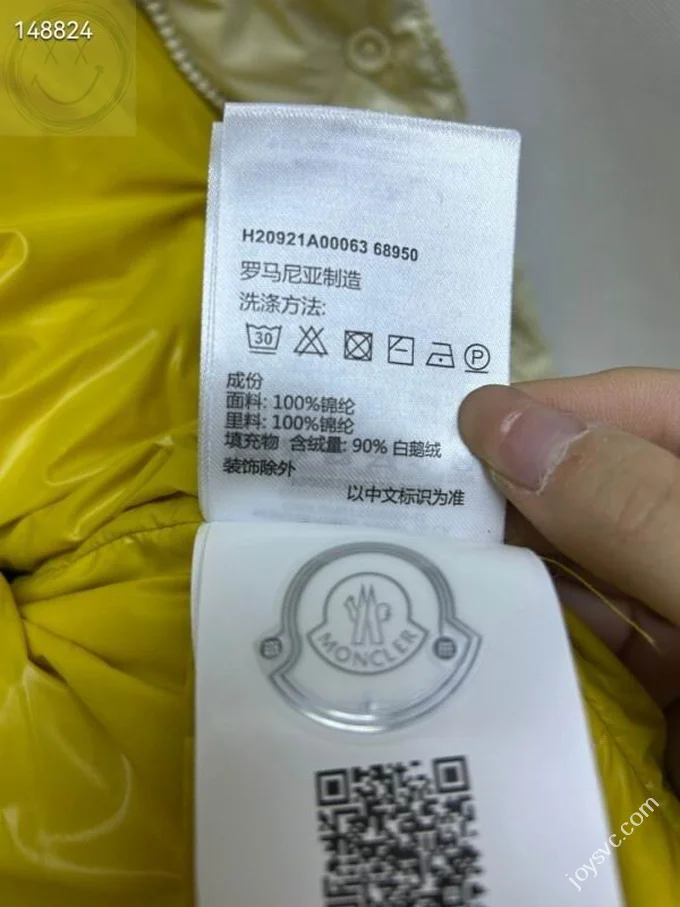 148824
H20921A00063 68950
罗马尼亚制造
洗涤方法:
30
P
成份
面料: 100%锦纶
里料: 100%锦纶
填充物 含绒量: 90% 白鹅绒
装饰除外
以中文标识为准
MONCLER
joysvc.com